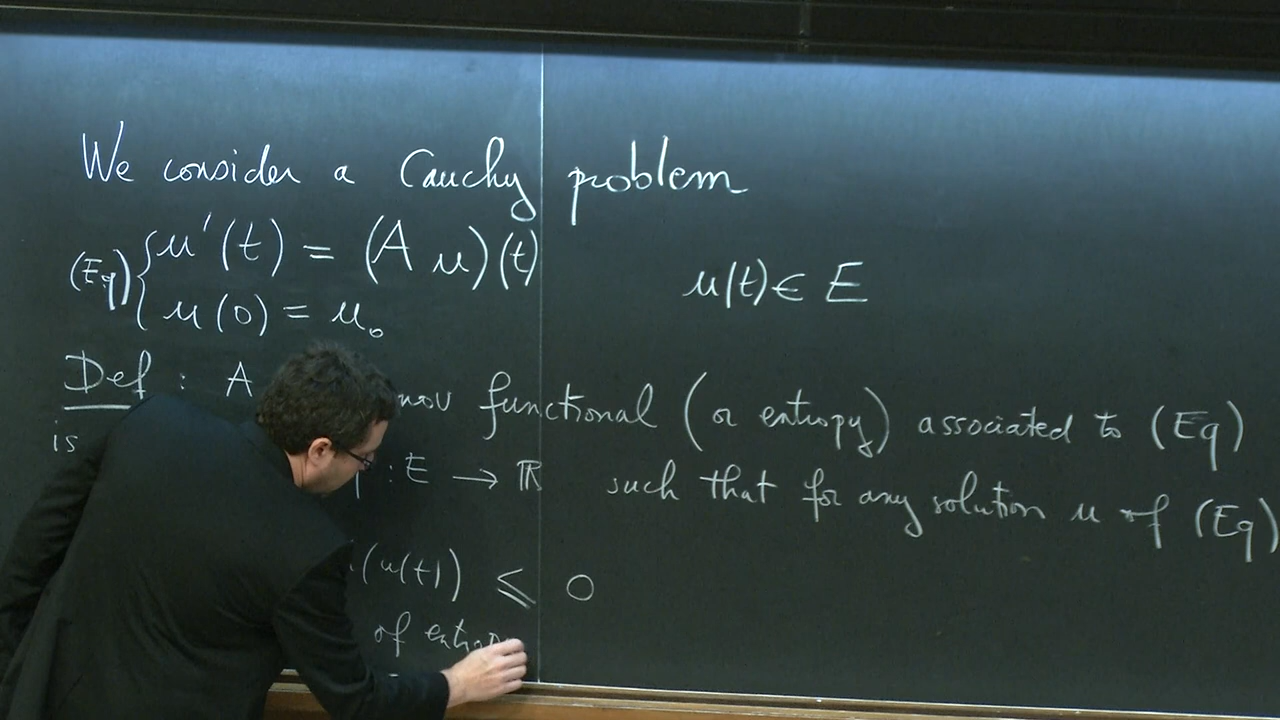 We consider a Cauchy problem
(Eq) { u'(t) = (A u)(t)
u(0) = u₀
u(t) ∈ E
Def : A nov functional (or entropy) associated to (Eq)
is : E → ℝ such that for any solution u of (Eq)
(u(t)) ≤ 0
of entrop